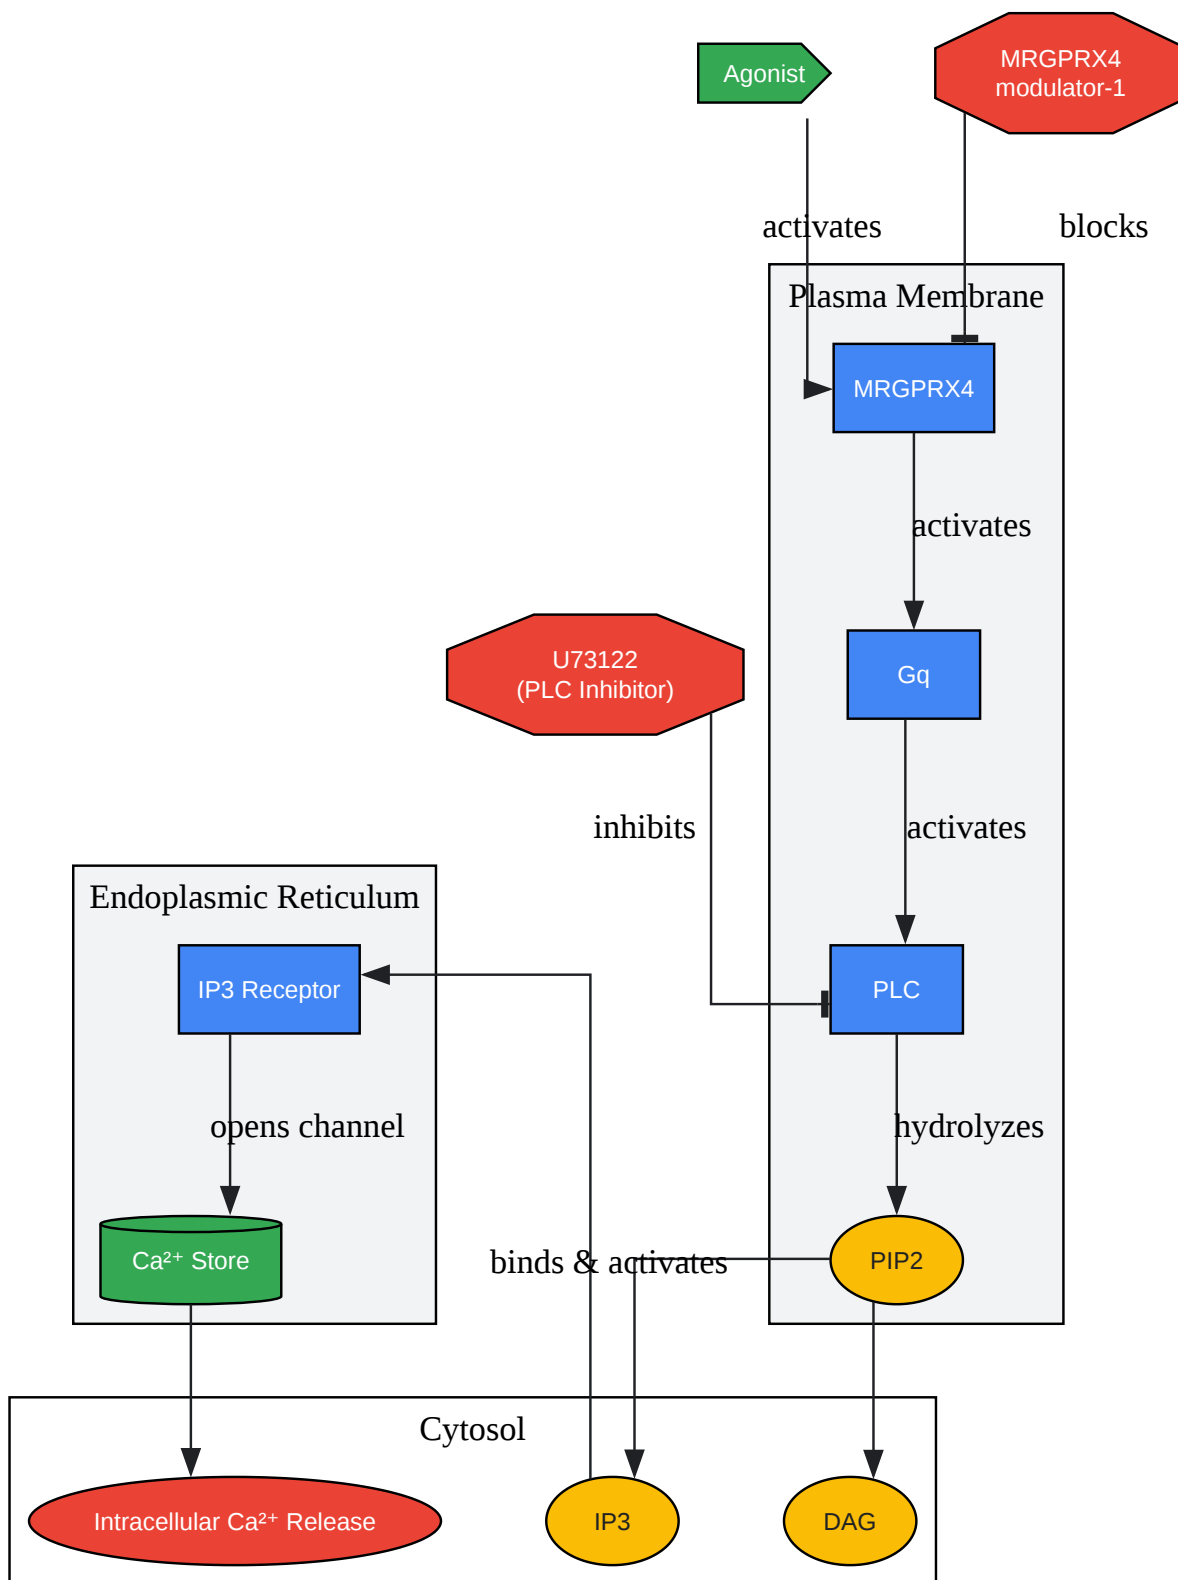 Agonist
MRGPRX4
modulator-1
activates
blocks
Plasma Membrane
MRGPRX4
activates
U73122
(PLC Inhibitor)
Gq
inhibits
activates
Endoplasmic Reticulum
IP3 Receptor
PLC
opens channel
hydrolyzes
Ca²⁺ Store
binds & activates
PIP2
Cytosol
Intracellular Ca²⁺ Release
IP3
DAG